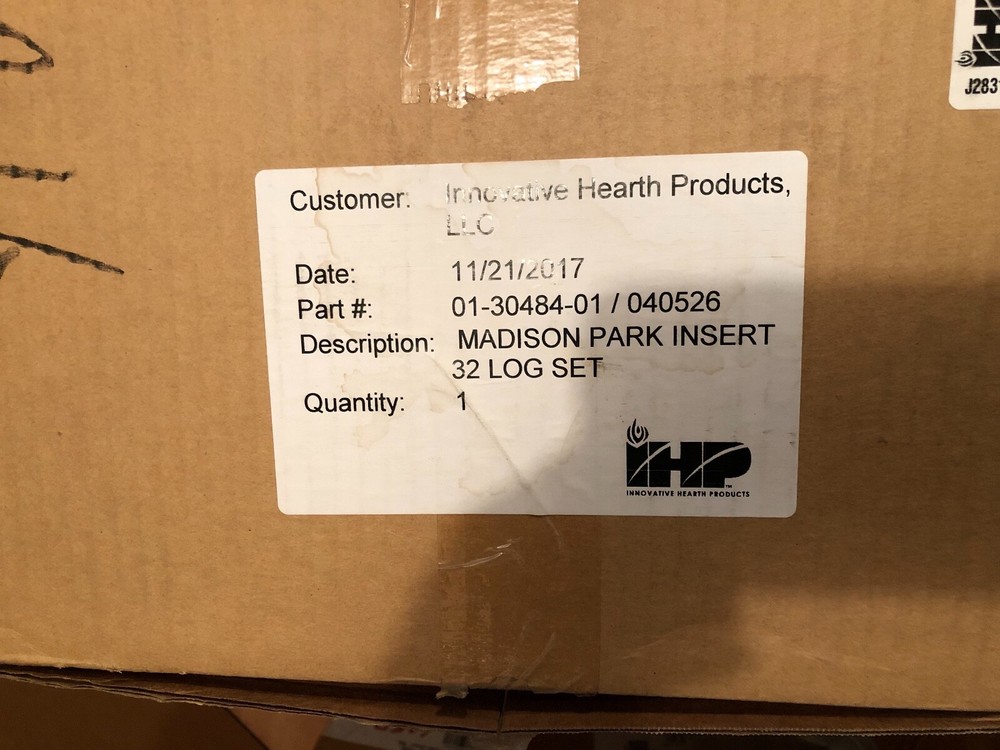 J283
Customer: Innovative Hearth Products,
LLC
Date: 11/21/2017
Part #: 01-30484-01 / 040526
Description: MADISON PARK INSERT
32 LOG SET
Quantity: 1
IHP™
INNOVATIVE HEARTH PRODUCTS